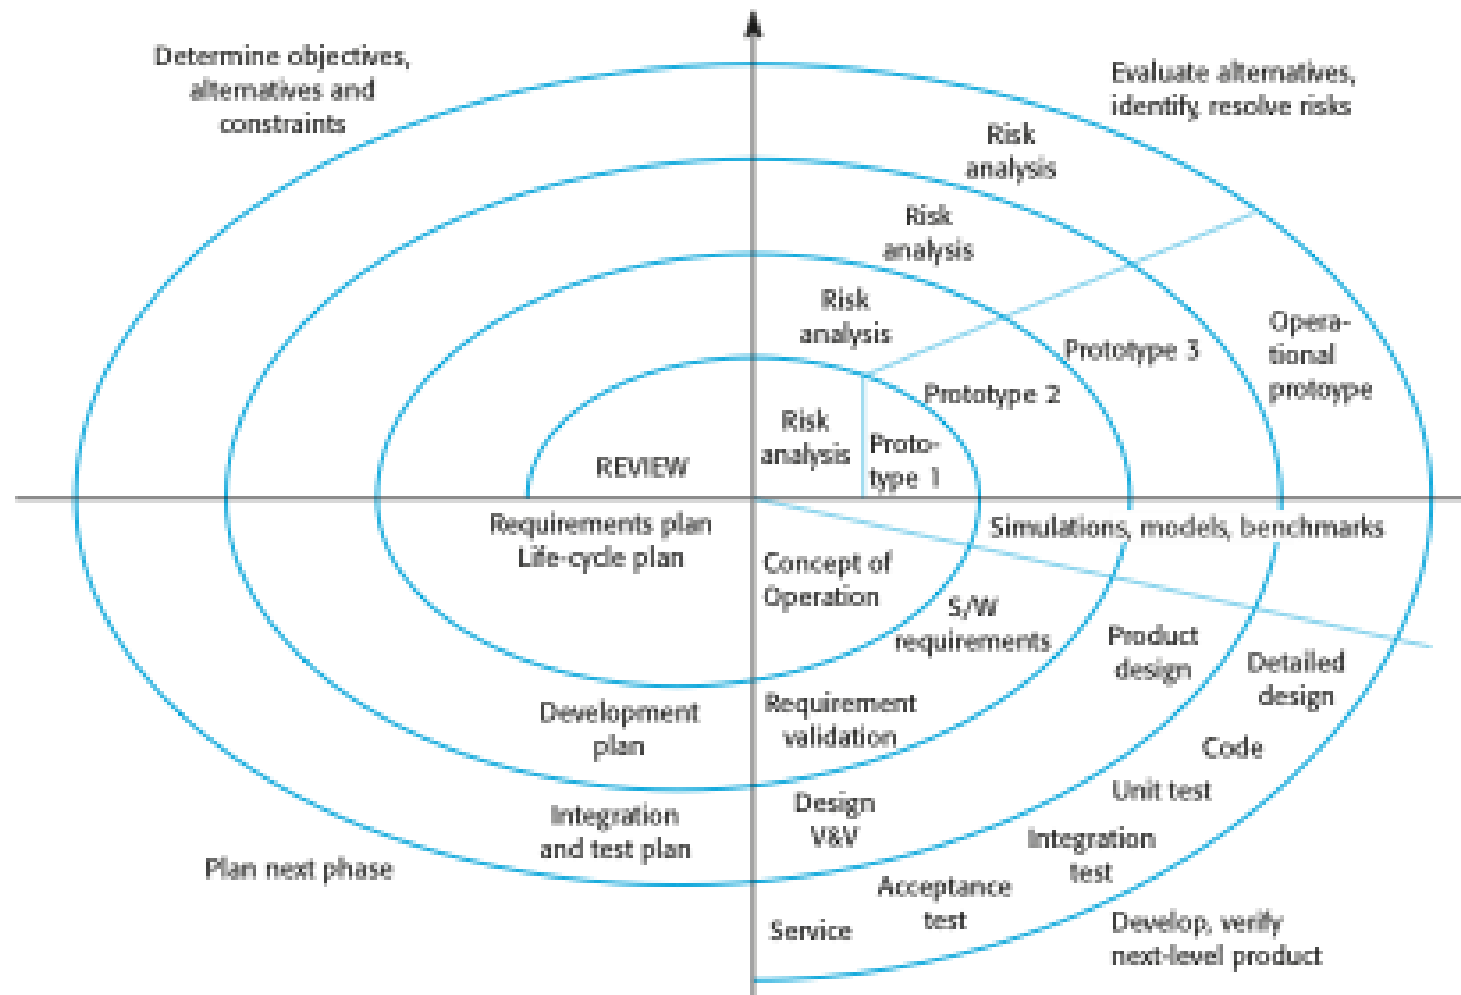 Determine objectives,
alternatives and
constraints
Evaluate alternatives,
identify, resolve risks
Risk
analysis
Risk
analysis
Risk
analysis
Risk
analysis
Proto-
type 1
Prototype 2
Prototype 3
Opera-
tional
protoype
REVIEW
Requirements plan
Life-cycle plan
Simulations, models, benchmarks
Concept of
Operation
S/W
requirements
Product
design
Detailed
design
Development
plan
Requirement
validation
Code
Unit test
Integration
and test plan
Design
V&V
Integration
test
Plan next phase
Acceptance
test
Service
Develop, verify
next-level product